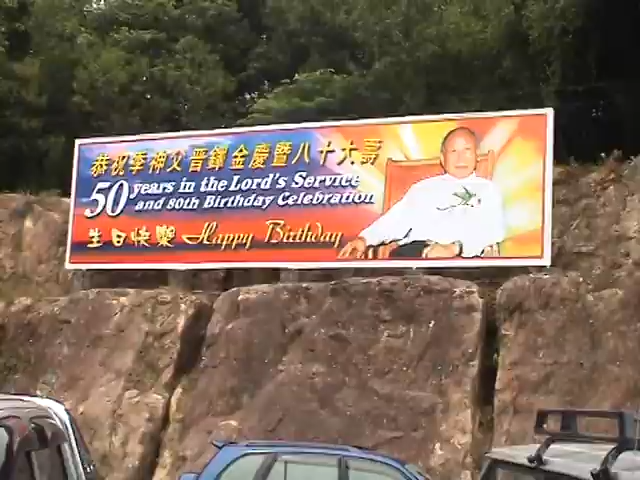 恭祝李神父晋鐸金慶暨八十大壽
50 years in the Lord's Service
and 80th Birthday Celebration
生日快樂 Happy Birthday